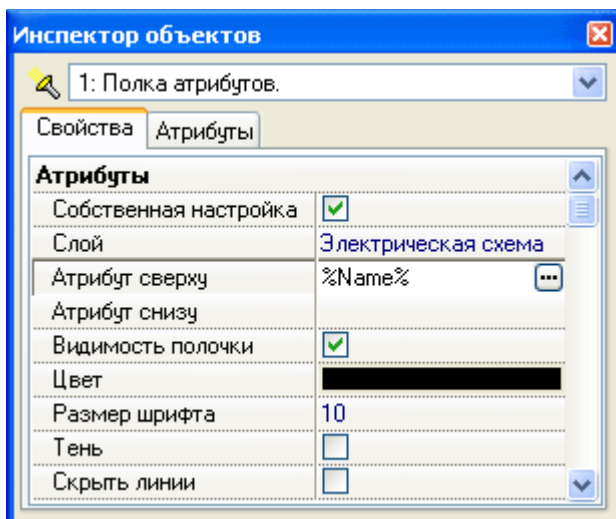 Инспектор объектов
1: Полка атрибутов.
Свойства Атрибуты
Атрибуты
Собственная настройка
Слой Электрическая схема
Атрибут сверху %Name% ...
Атрибут снизу
Видимость полочки
Цвет
Размер шрифта 10
Тень
Скрыть линии